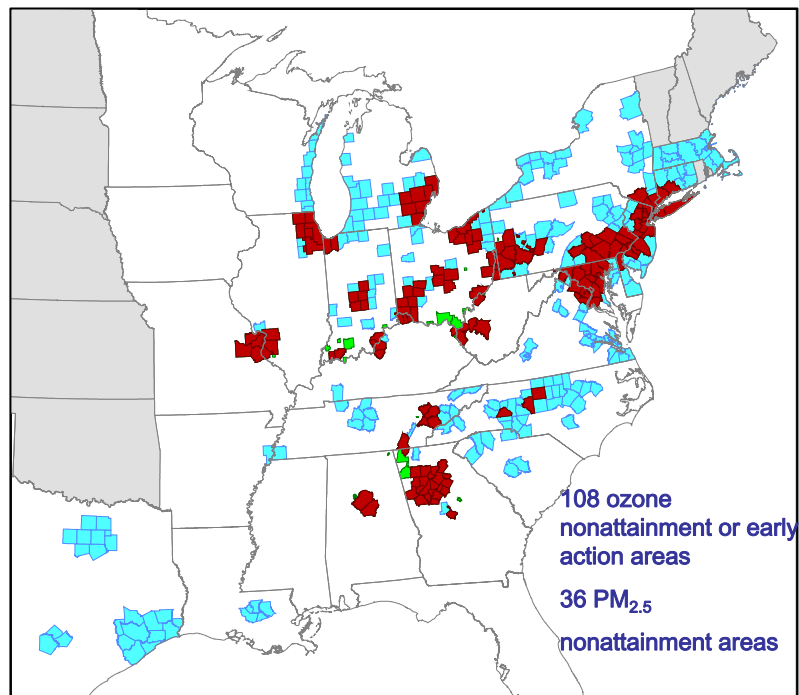 108 ozone
nonattainment or early
action areas
36 PM2.5
nonattainment areas